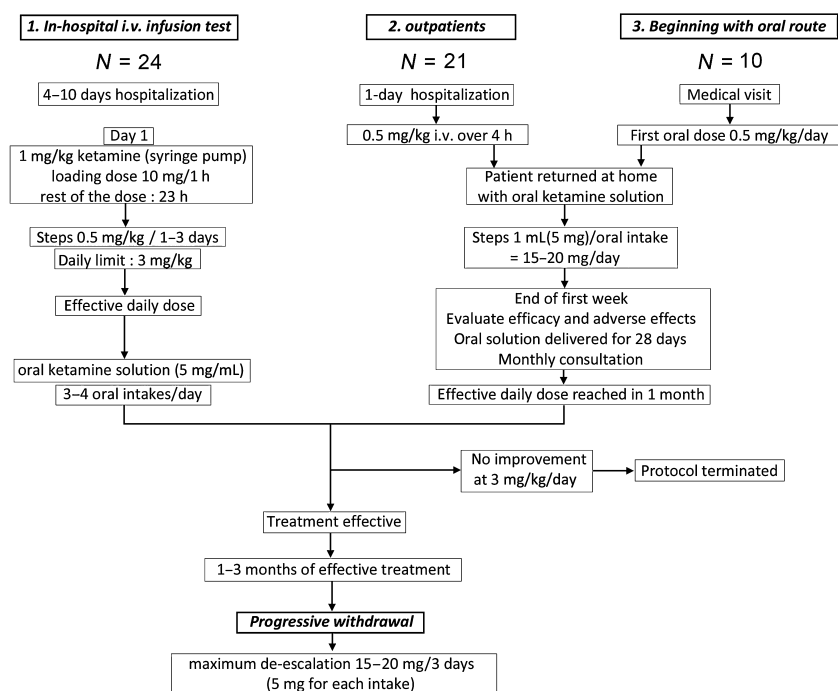 1. In-hospital i.v. infusion test
N = 24
4–10 days hospitalization
Day 1
1 mg/kg ketamine (syringe pump)
loading dose 10 mg/1 h
rest of the dose : 23 h
Steps 0.5 mg/kg / 1–3 days
Daily limit : 3 mg/kg
Effective daily dose
oral ketamine solution (5 mg/mL)
3–4 oral intakes/day
2. outpatients
N = 21
1-day hospitalization
0.5 mg/kg i.v. over 4 h
3. Beginning with oral route
N = 10
Medical visit
First oral dose 0.5 mg/kg/day
Patient returned at home
with oral ketamine solution
Steps 1 mL(5 mg)/oral intake
= 15–20 mg/day
End of first week
Evaluate efficacy and adverse effects
Oral solution delivered for 28 days
Monthly consultation
Effective daily dose reached in 1 month
No improvement
at 3 mg/kg/day
Protocol terminated
Treatment effective
1–3 months of effective treatment
Progressive withdrawal
maximum de-escalation 15–20 mg/3 days
(5 mg for each intake)